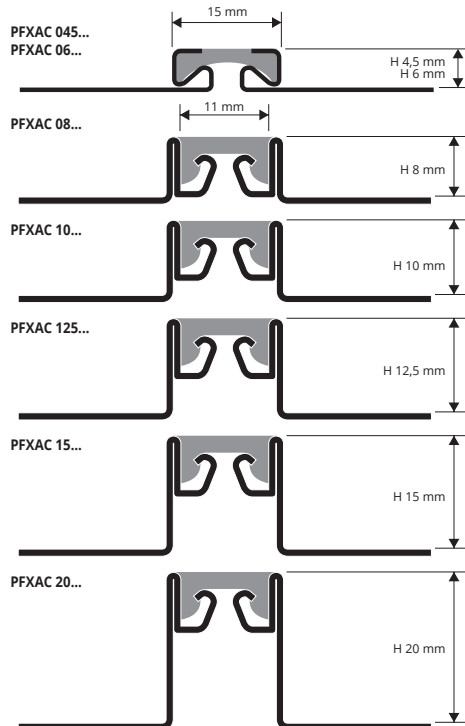 15 mm
PFXAC 045...
PFXAC 06...
H 4,5 mm
H 6 mm
11 mm
PFXAC 08...
H 8 mm
PFXAC 10...
H 10 mm
PFXAC 125...
H 12,5 mm
PFXAC 15...
H 15 mm
PFXAC 20...
H 20 mm